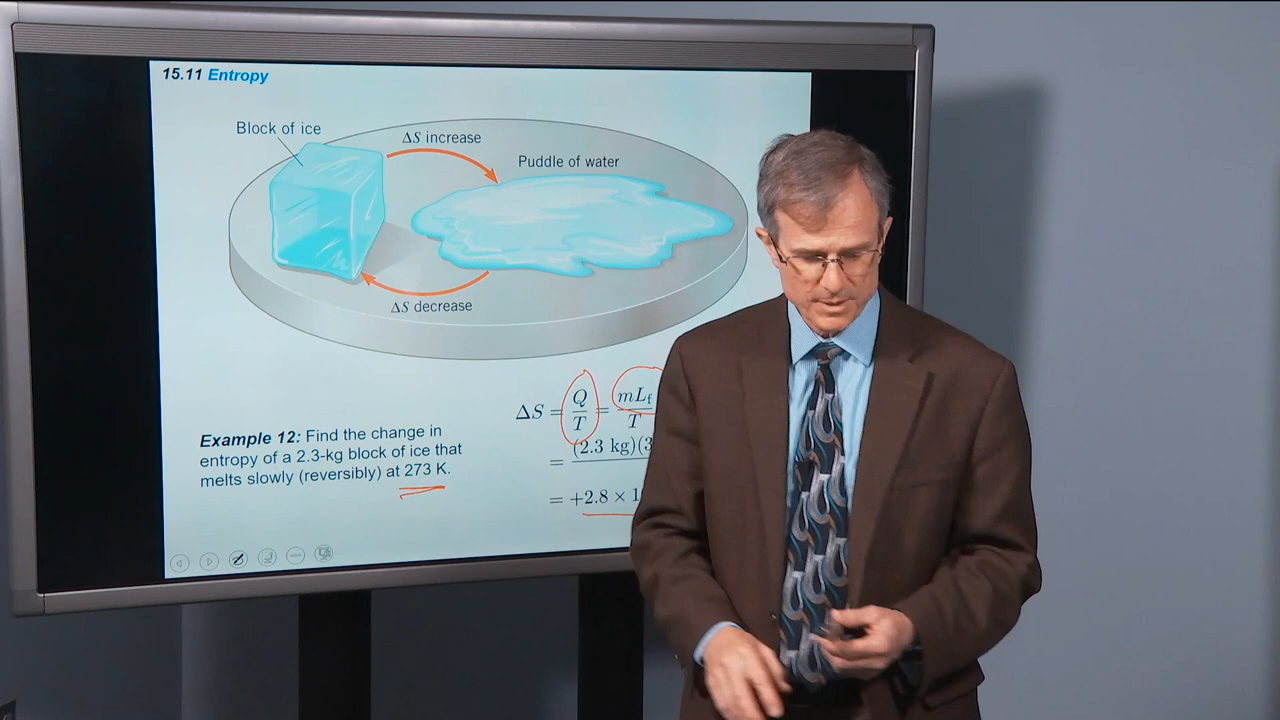 15.11 Entropy
Block of ice
ΔS increase
Puddle of water
ΔS decrease
ΔS = Q/T = mL_f/T
= (2.3 kg)(3
= +2.8 × 1
Example 12: Find the change in
entropy of a 2.3-kg block of ice that
melts slowly (reversibly) at 273 K.